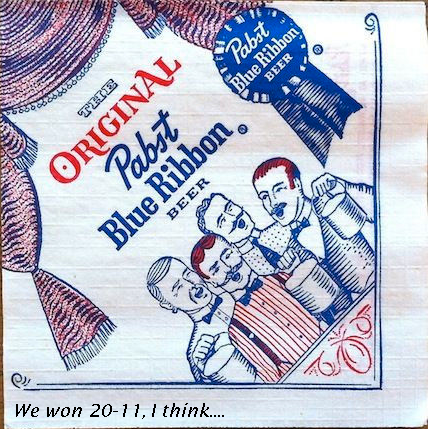 Pabst
Blue Ribbon
BEER
®
THE
ORIGINAL
Pabst
Blue Ribbon®
BEER
We won 20-11, I think....